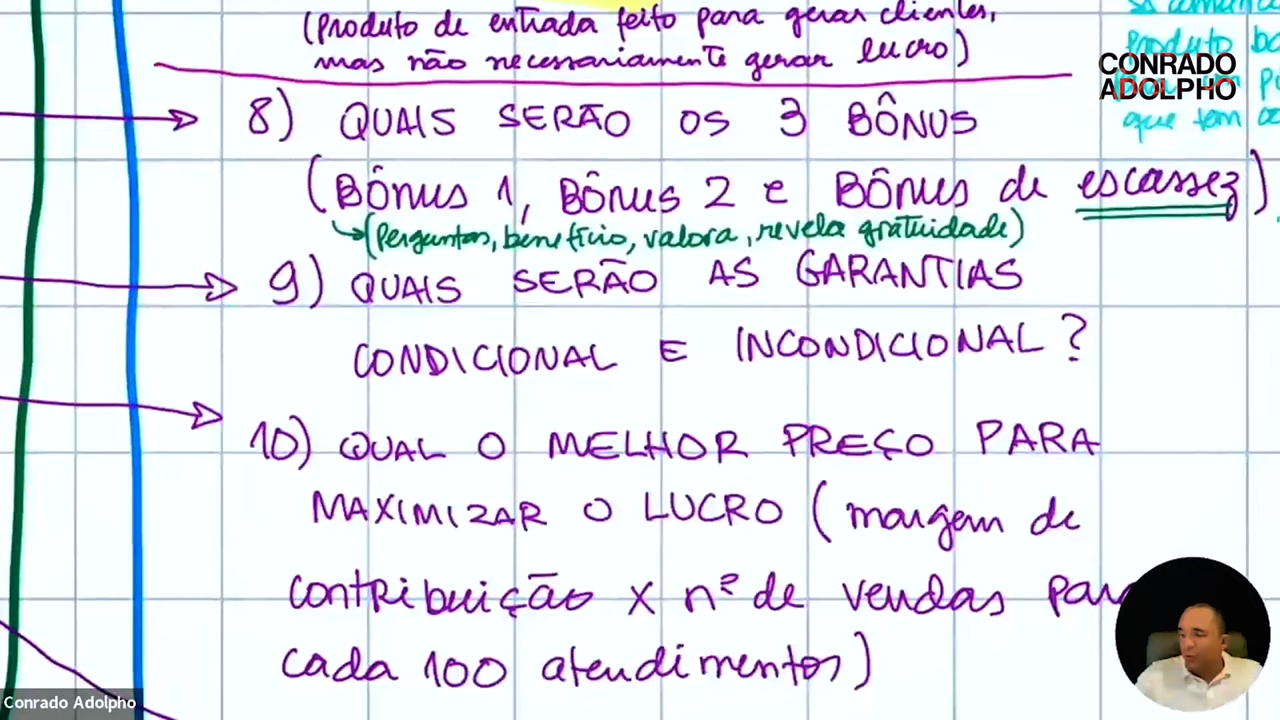 (Produto de entrada feito para gerar clientes,
mas não necessariamente gerar lucro)
produto
que tem
CONRADO
ADOLPHO
8) QUAIS SERÃO OS 3 BÔNUS
(BÔNUS 1, BÔNUS 2 e BÔNUS de escassez)
(perguntas, benefício, valora, revela gratuidade)
9) QUAIS SERÃO AS GARANTIAS
CONDICIONAL E INCONDICIONAL?
10) QUAL O MELHOR PREÇO PARA
MAXIMIZAR O LUCRO (margem de
contribuição x nº de vendas para
cada 100 atendimentos)
Conrado Adolpho